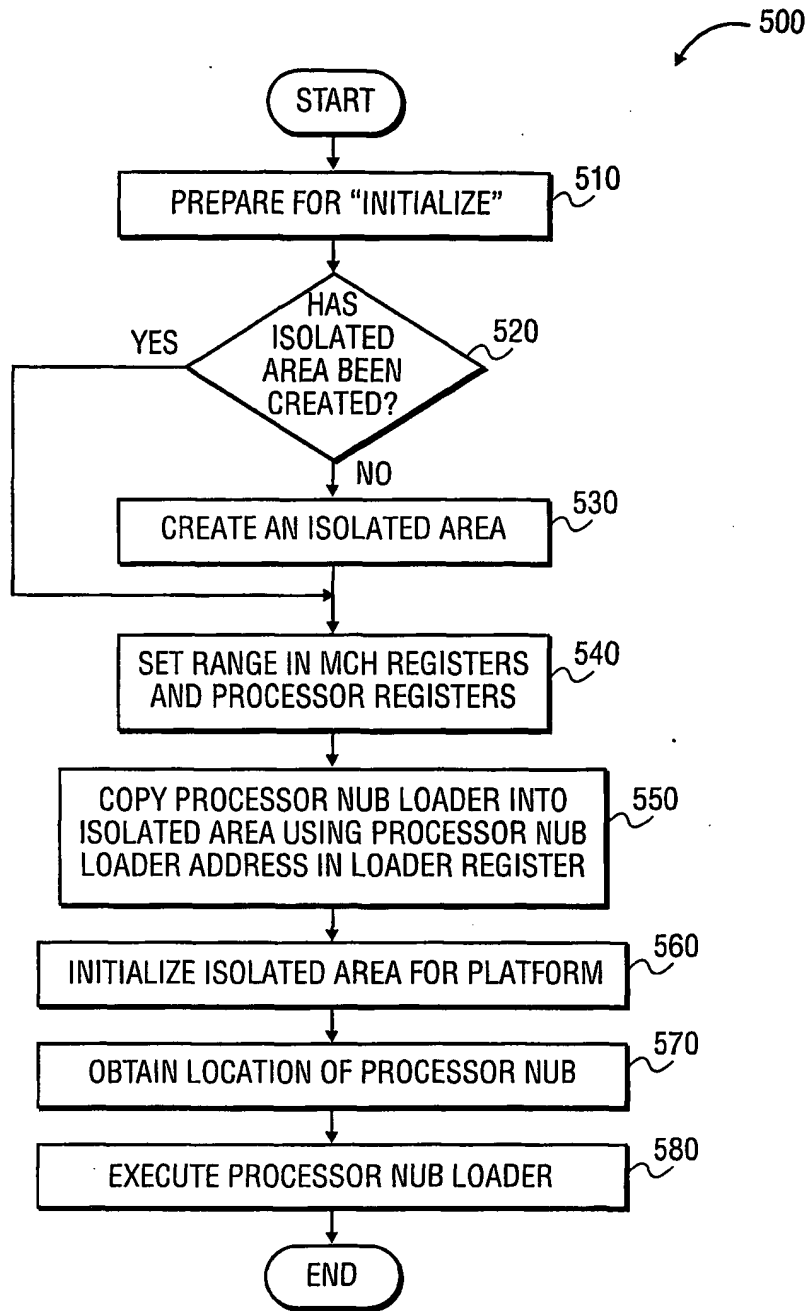 500
START
PREPARE FOR “INITIALIZE”
510
HAS
ISOLATED
AREA BEEN
CREATED?
520
YES
NO
CREATE AN ISOLATED AREA
530
SET RANGE IN MCH REGISTERS
AND PROCESSOR REGISTERS
540
COPY PROCESSOR NUB LOADER INTO
ISOLATED AREA USING PROCESSOR NUB
LOADER ADDRESS IN LOADER REGISTER
550
INITIALIZE ISOLATED AREA FOR PLATFORM
560
OBTAIN LOCATION OF PROCESSOR NUB
570
EXECUTE PROCESSOR NUB LOADER
580
END